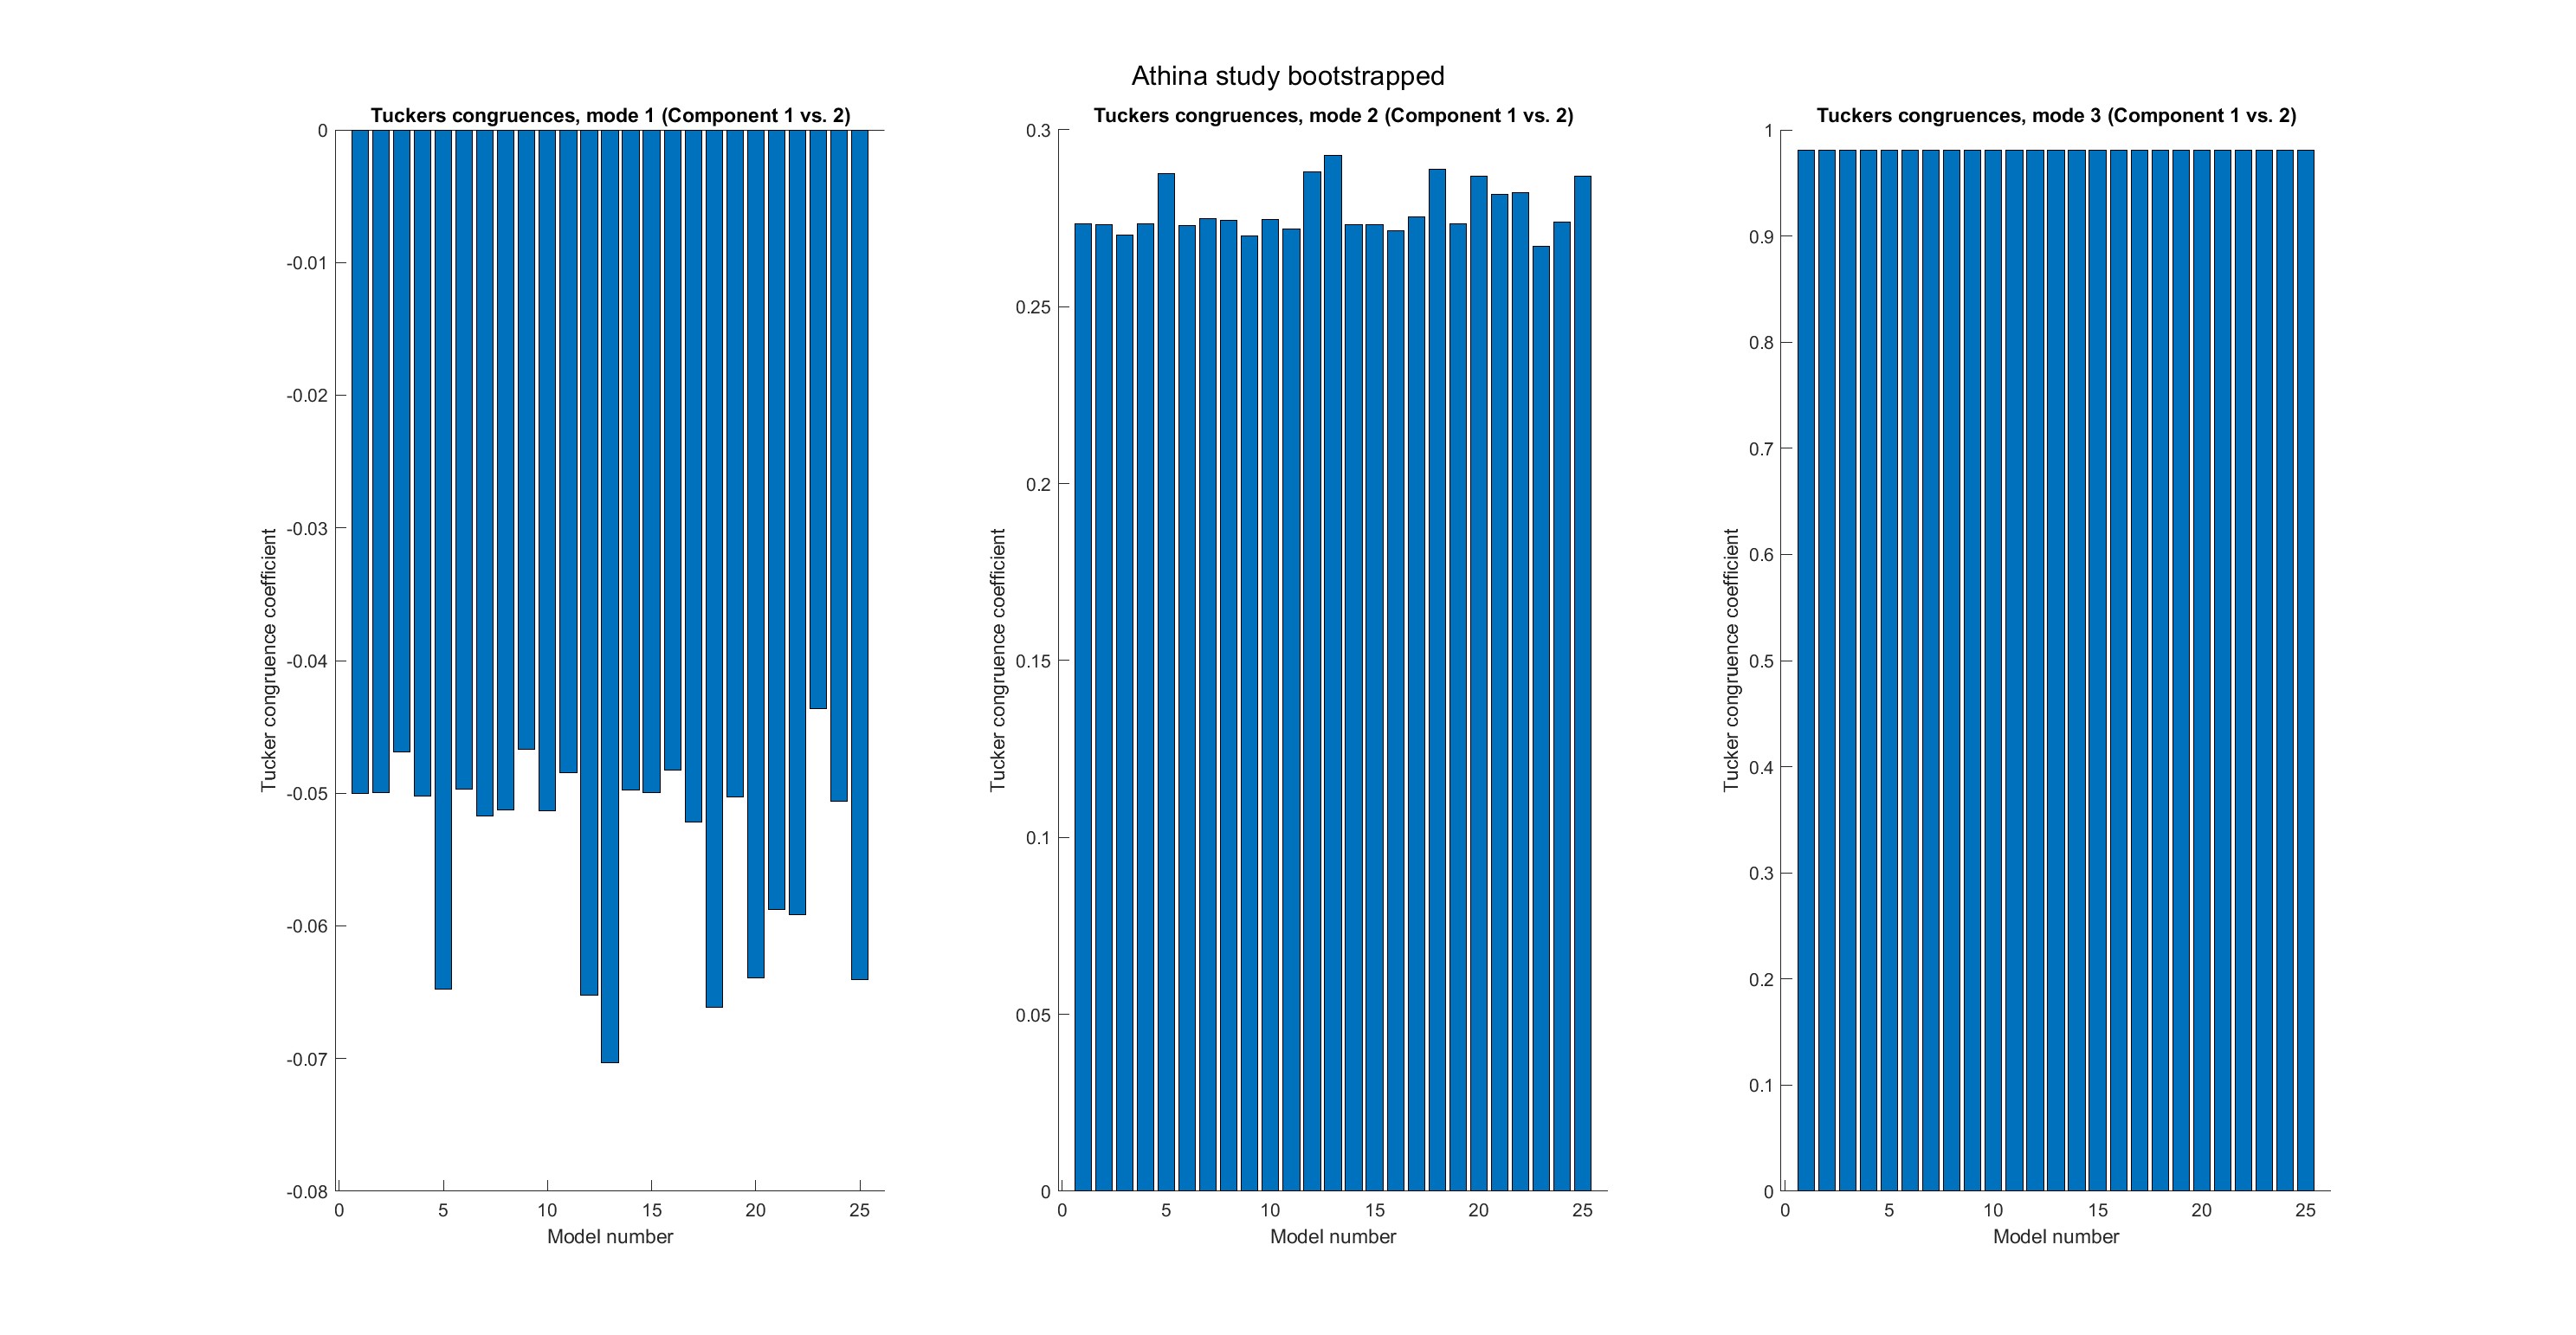 Athina study bootstrapped
Tuckers congruences, mode 1 (Component 1 vs. 2)
0
-0.01
-0.02
-0.03
-0.04
-0.05
-0.06
-0.07
-0.08
Tucker congruence coefficient
0 5 10 15 20 25
Model number
Tuckers congruences, mode 2 (Component 1 vs. 2)
0.3
0.25
0.2
0.15
0.1
0.05
0
Tucker congruence coefficient
0 5 10 15 20 25
Model number
Tuckers congruences, mode 3 (Component 1 vs. 2)
1
0.9
0.8
0.7
0.6
0.5
0.4
0.3
0.2
0.1
0
Tucker congruence coefficient
0 5 10 15 20 25
Model number